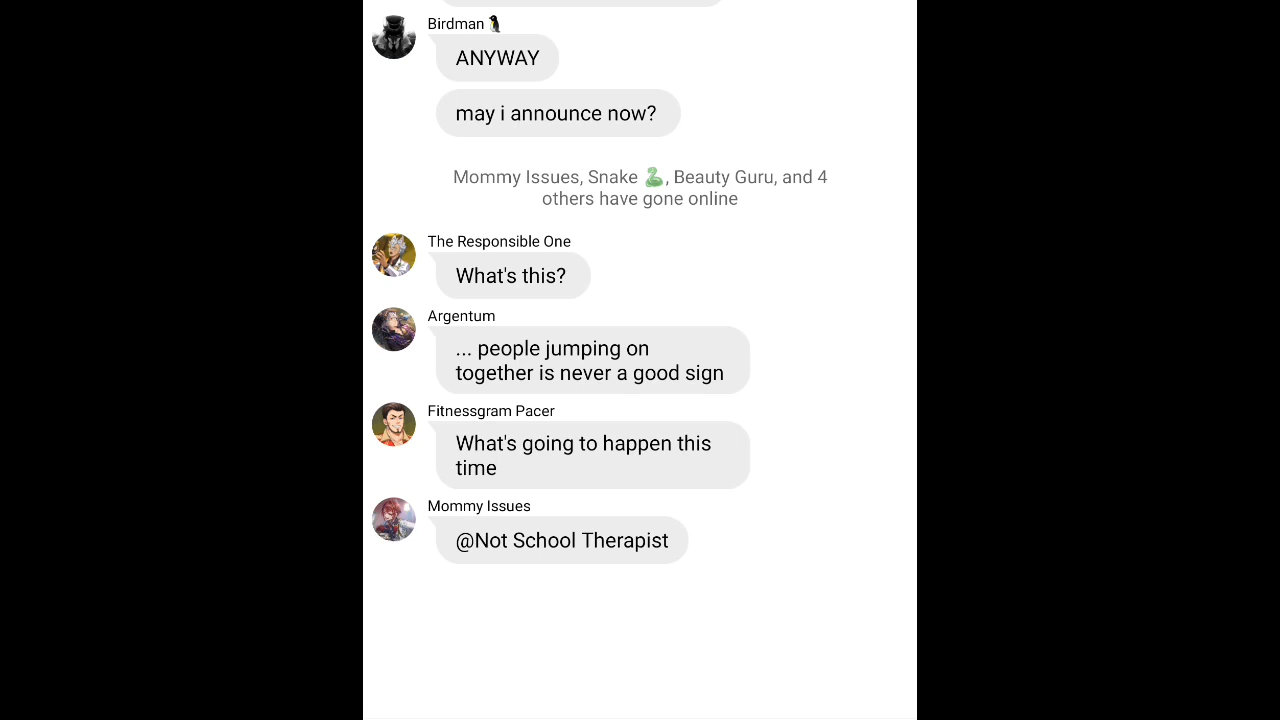 Birdman 🐧
ANYWAY
may i announce now?
Mommy Issues, Snake 🐍, Beauty Guru, and 4
others have gone online
The Responsible One
What's this?
Argentum
... people jumping on
together is never a good sign
Fitnessgram Pacer
What's going to happen this
time
Mommy Issues
@Not School Therapist